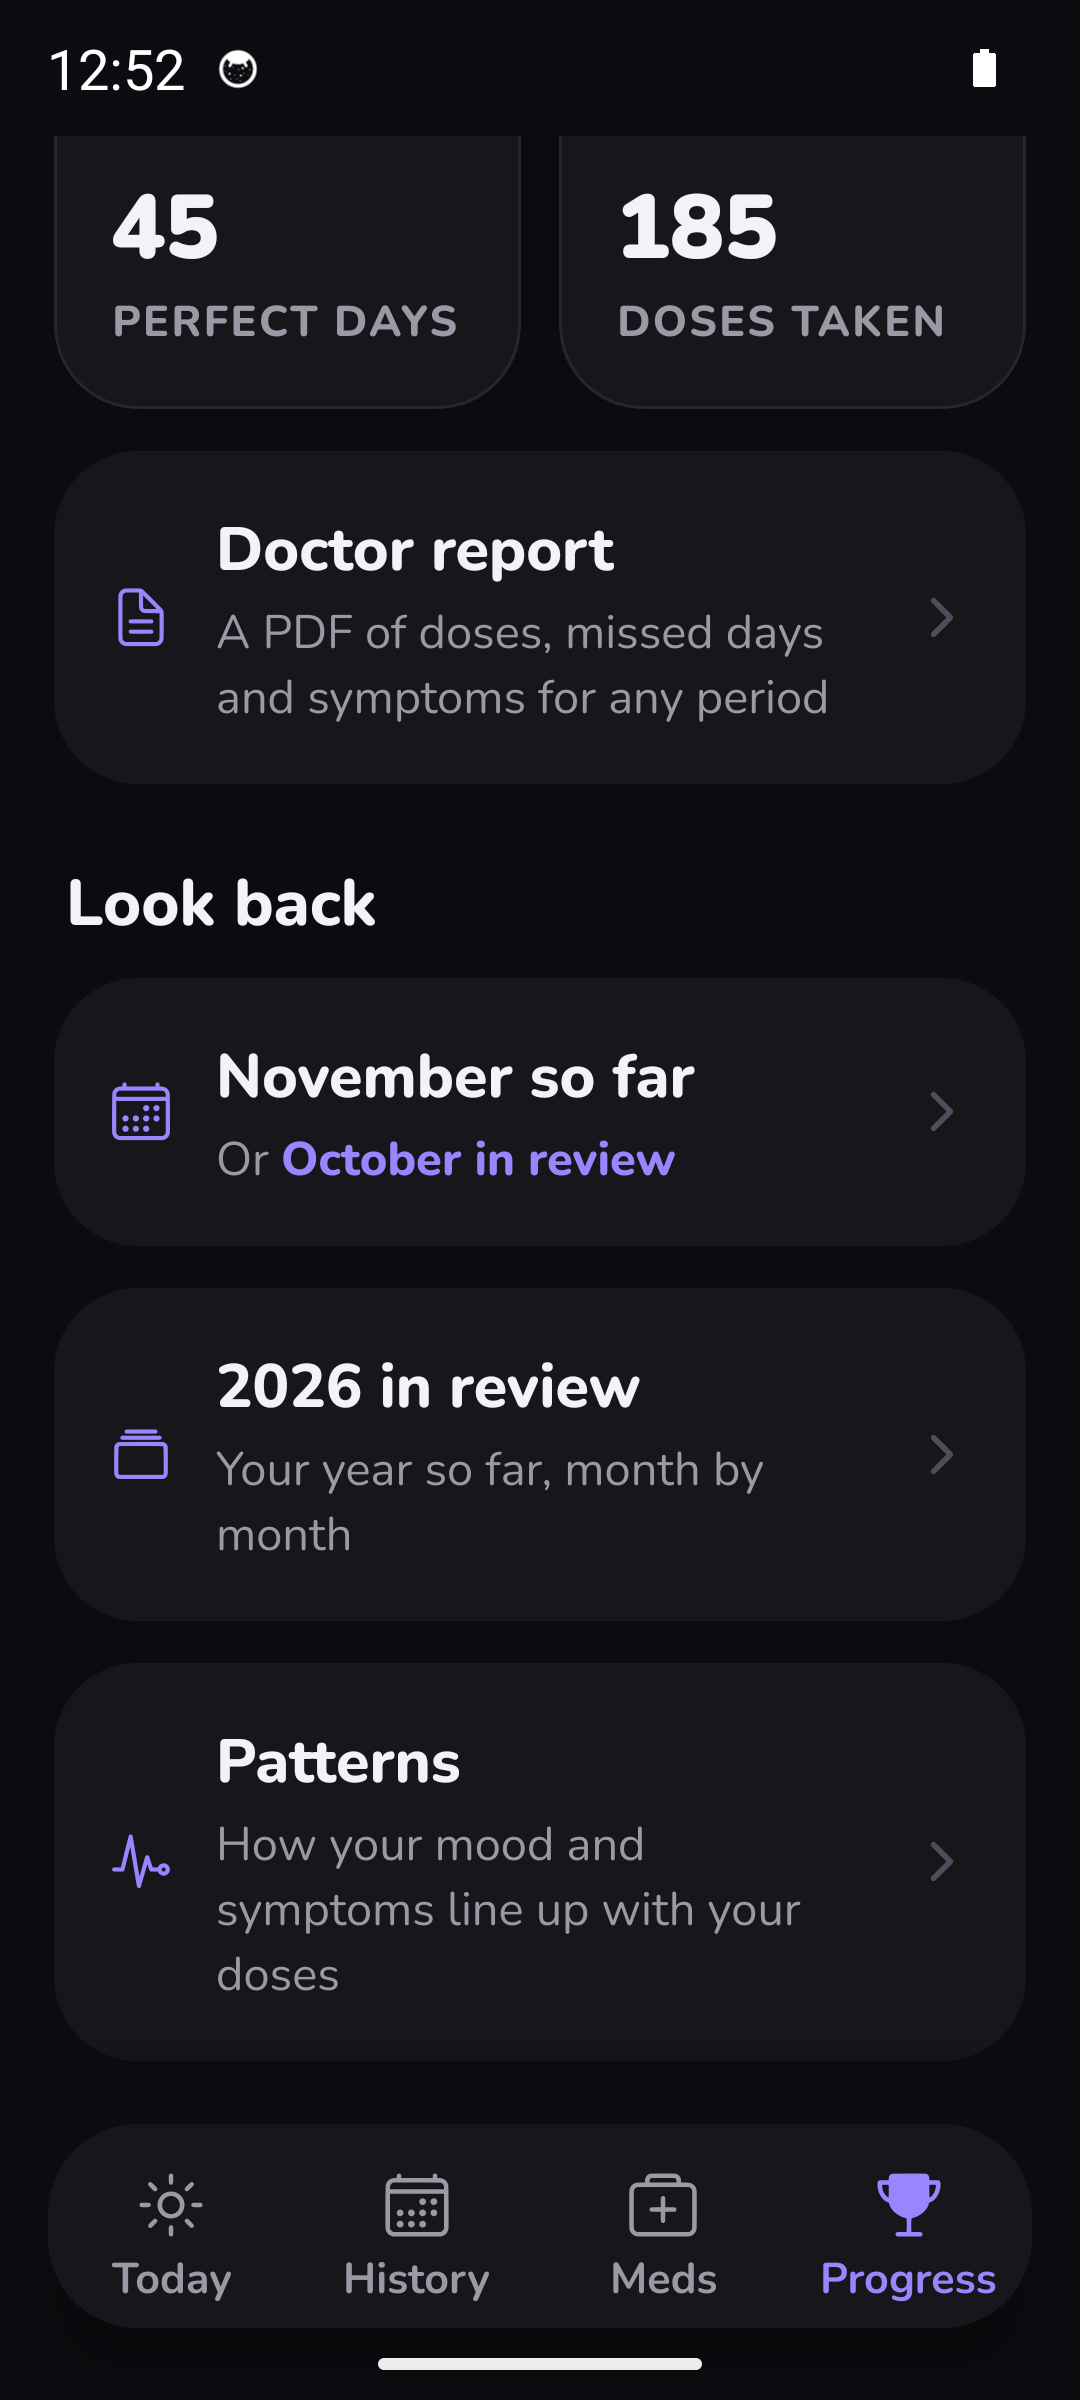 12:52
45
PERFECT DAYS
185
DOSES TAKEN
Doctor report
A PDF of doses, missed days
and symptoms for any period
Look back
November so far
Or October in review
2026 in review
Your year so far, month by
month
Patterns
How your mood and
symptoms line up with your
doses
Today
History
Meds
Progress